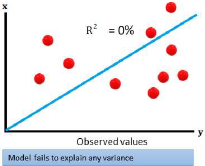 x
R² = 0%
y
Observed values
Model fails to explain any variance